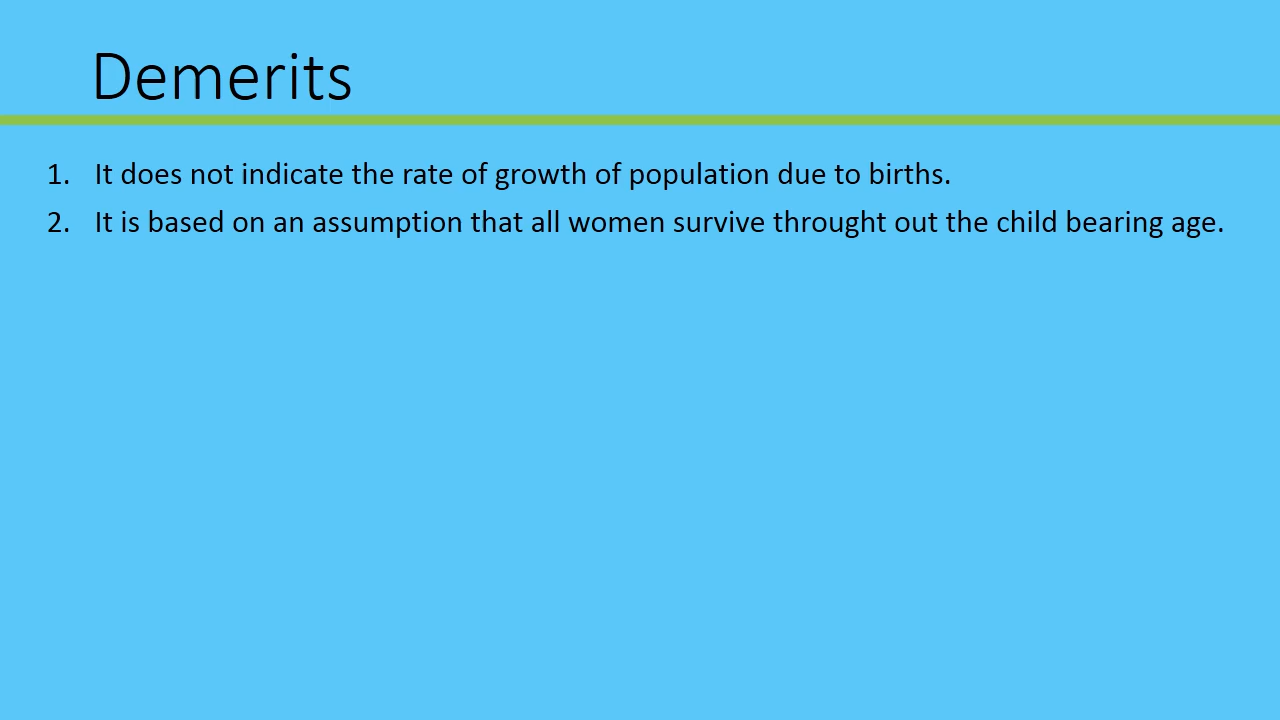 Demerits
1. It does not indicate the rate of growth of population due to births.
2. It is based on an assumption that all women survive throught out the child bearing age.